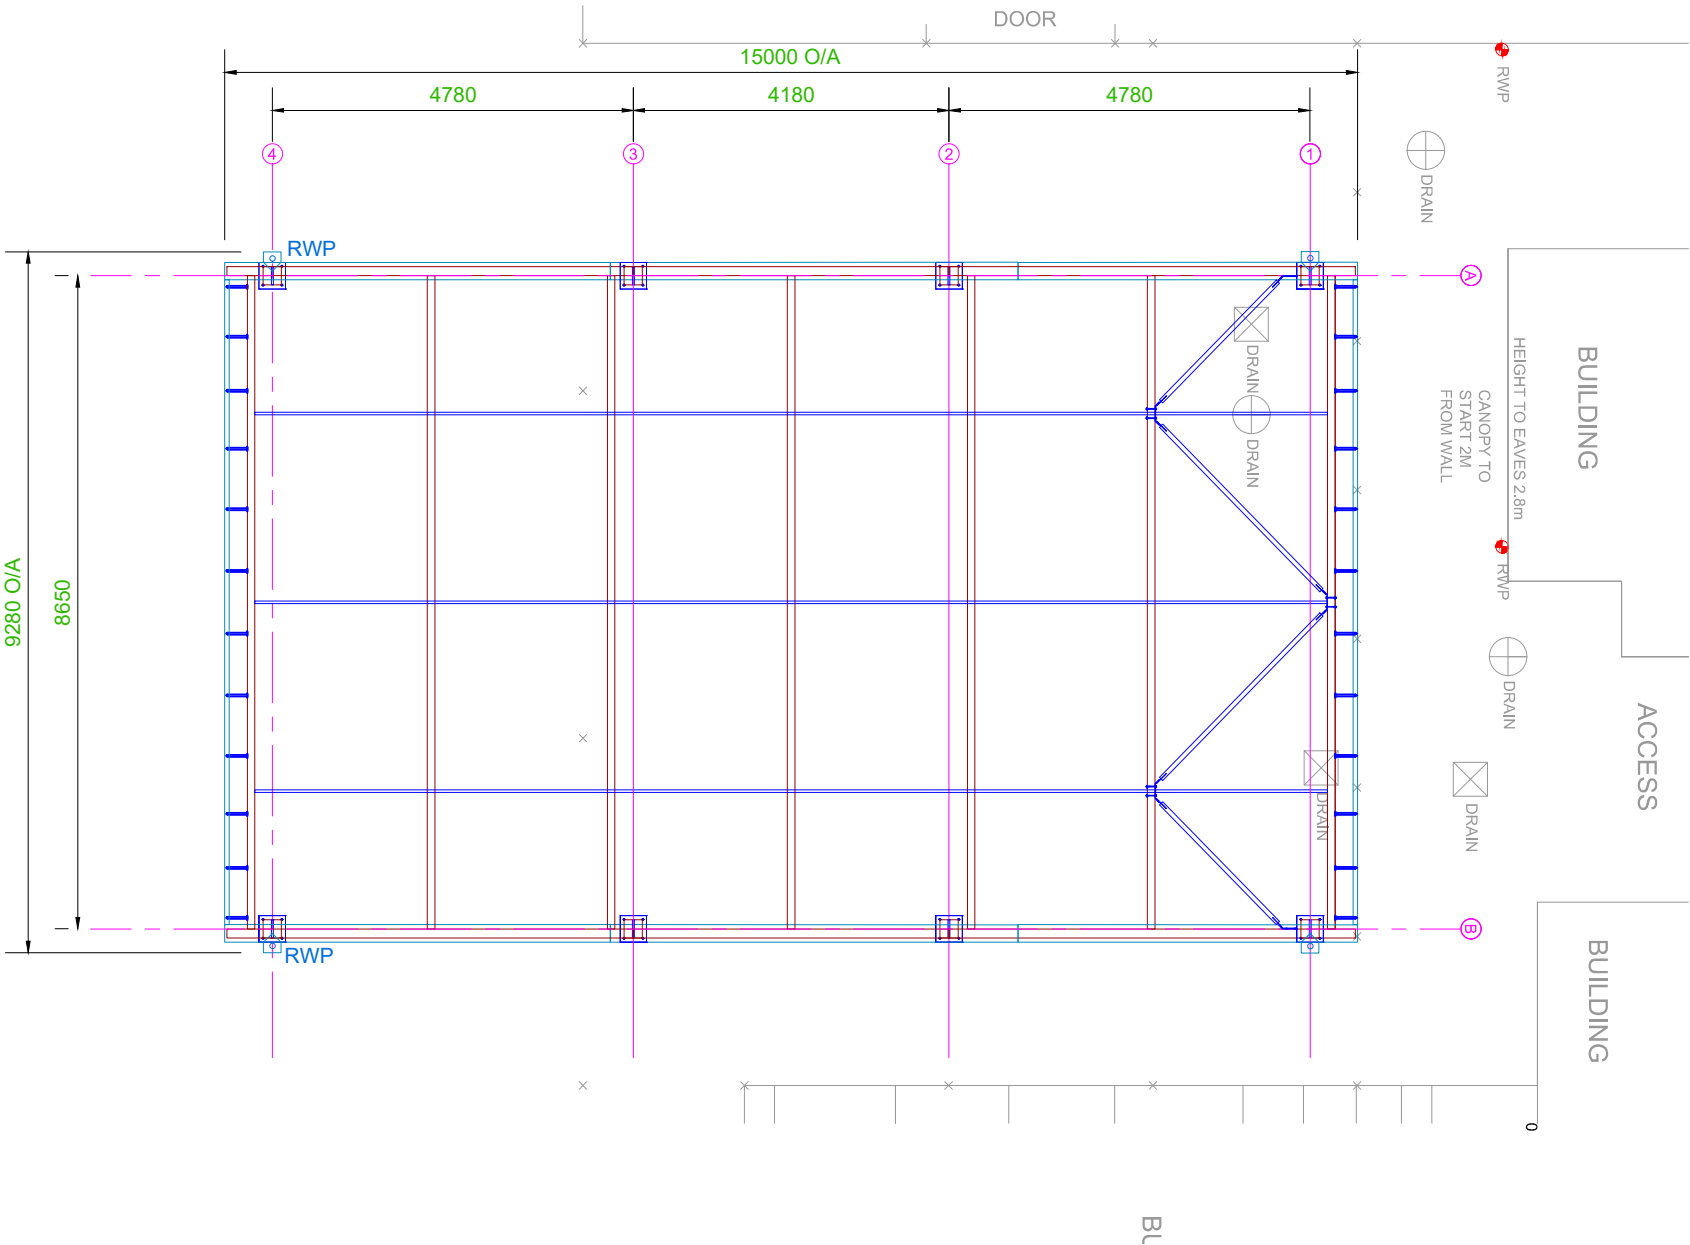 DOOR
15000 O/A
4780
4180
4780
RWP
4
3
2
1
DRAIN
RWP
A
BUILDING
HEIGHT TO EAVES 2.8m
CANOPY TO
START 2M
FROM WALL
DRAIN
DRAIN
RWP
9280 O/A
8650
DRAIN
ACCESS
DRAIN
DRAIN
B
RWP
BUILDING
0
BU